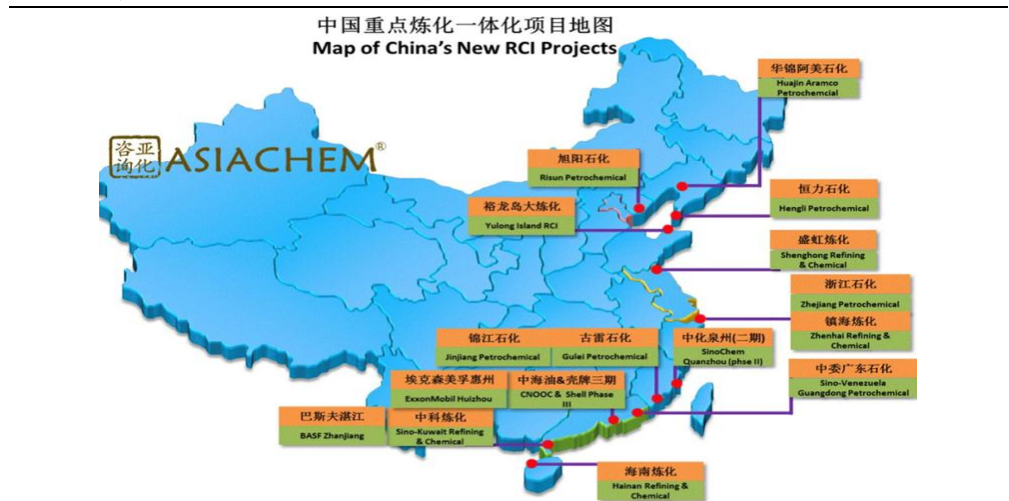 中国重点炼化一体化项目地图
Map of China's New RCI Projects
咨亚
询化
ASIACHEM®
华锦阿美石化
Huajin Aramco
Petrochemcial
旭阳石化
Risun Petrochemical
恒力石化
Hengli Petrochemical
裕龙岛大炼化
Yulong Island RCI
盛虹炼化
Shenghong Refining
& Chemical
浙江石化
Zhejiang Petrochemical
镇海炼化
Zhenhai Refining &
Chemical
锦江石化
Jinjiang Petrochemical
古雷石化
Gulei Petrochemical
中化泉州(二期)
SinoChem
Quanzhou (phse II)
中委广东石化
Sino-Venezuela
Guangdong Petrochemical
埃克森美孚惠州
ExxonMobil Huizhou
中海油&壳牌三期
CNOOC & Shell Phase
III
巴斯夫湛江
BASF Zhanjiang
中科炼化
Sino-Kuwait Refining
& Chemical
海南炼化
Hainan Refining &
Chemical